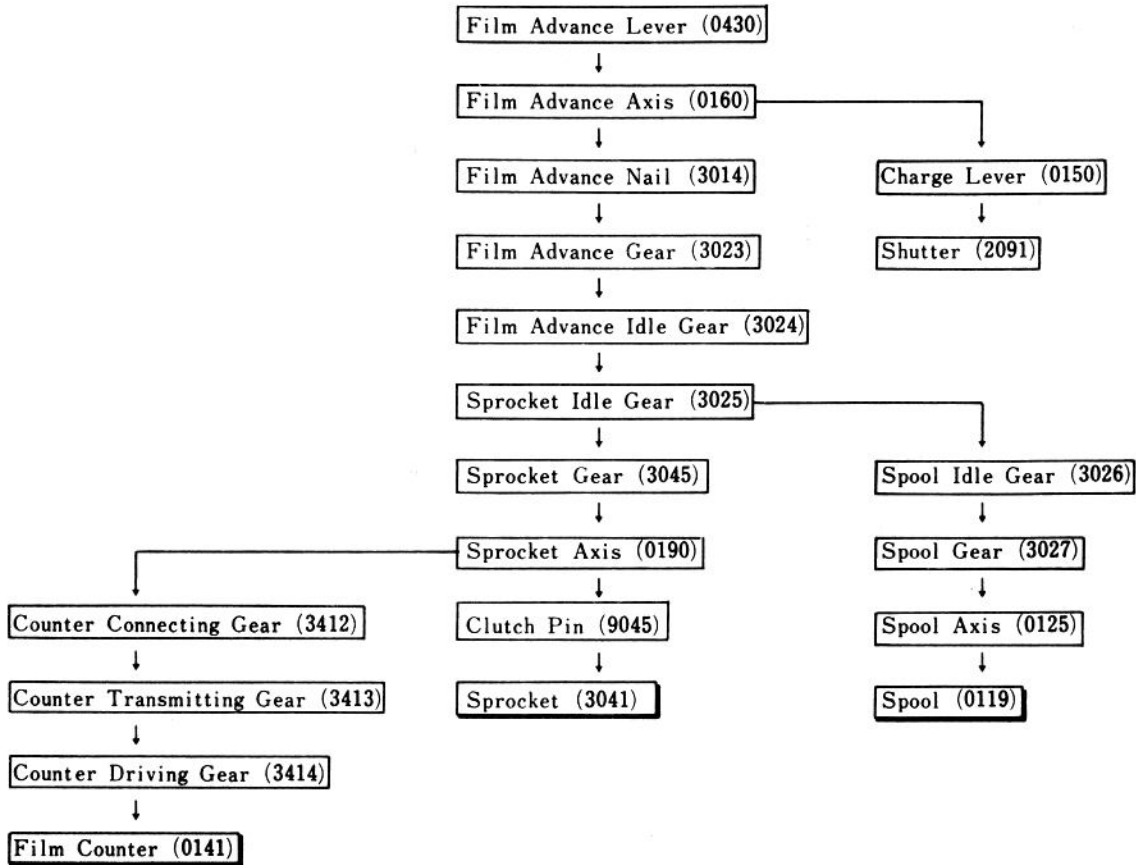 Film Advance Lever (0430)
Film Advance Axis (0160)
Film Advance Nail (3014)
Charge Lever (0150)
Film Advance Gear (3023)
Shutter (2091)
Film Advance Idle Gear (3024)
Sprocket Idle Gear (3025)
Sprocket Gear (3045)
Spool Idle Gear (3026)
Sprocket Axis (0190)
Spool Gear (3027)
Counter Connecting Gear (3412)
Clutch Pin (9045)
Spool Axis (0125)
Counter Transmitting Gear (3413)
Sprocket (3041)
Spool (0119)
Counter Driving Gear (3414)
Film Counter (0141)